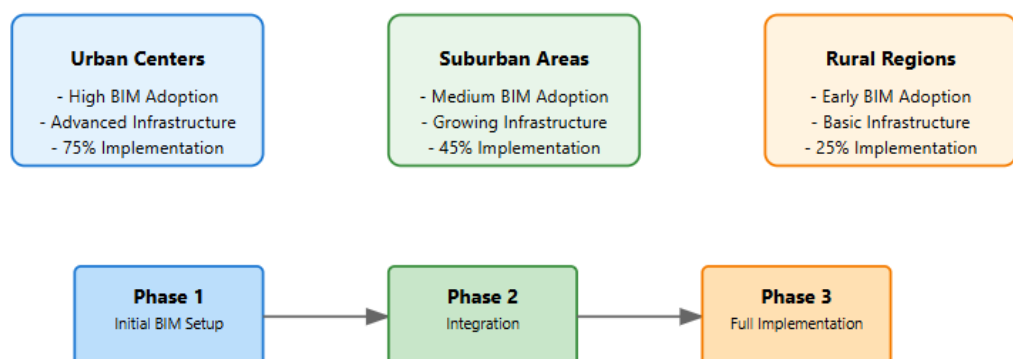 Urban Centers
- High BIM Adoption
- Advanced Infrastructure
- 75% Implementation
Suburban Areas
- Medium BIM Adoption
- Growing Infrastructure
- 45% Implementation
Rural Regions
- Early BIM Adoption
- Basic Infrastructure
- 25% Implementation
Phase 1
Initial BIM Setup
Phase 2
Integration
Phase 3
Full Implementation